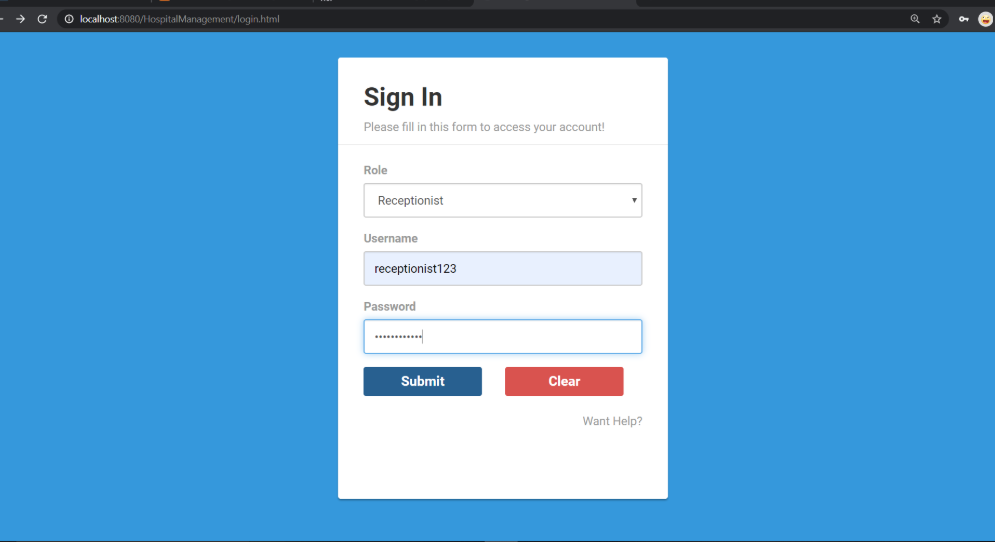 localhost:8080/HospitalManagement/login.html
Sign In
Please fill in this form to access your account!
Role
Receptionist
Username
receptionist123
Password
••••••••••••
Submit Clear
Want Help?